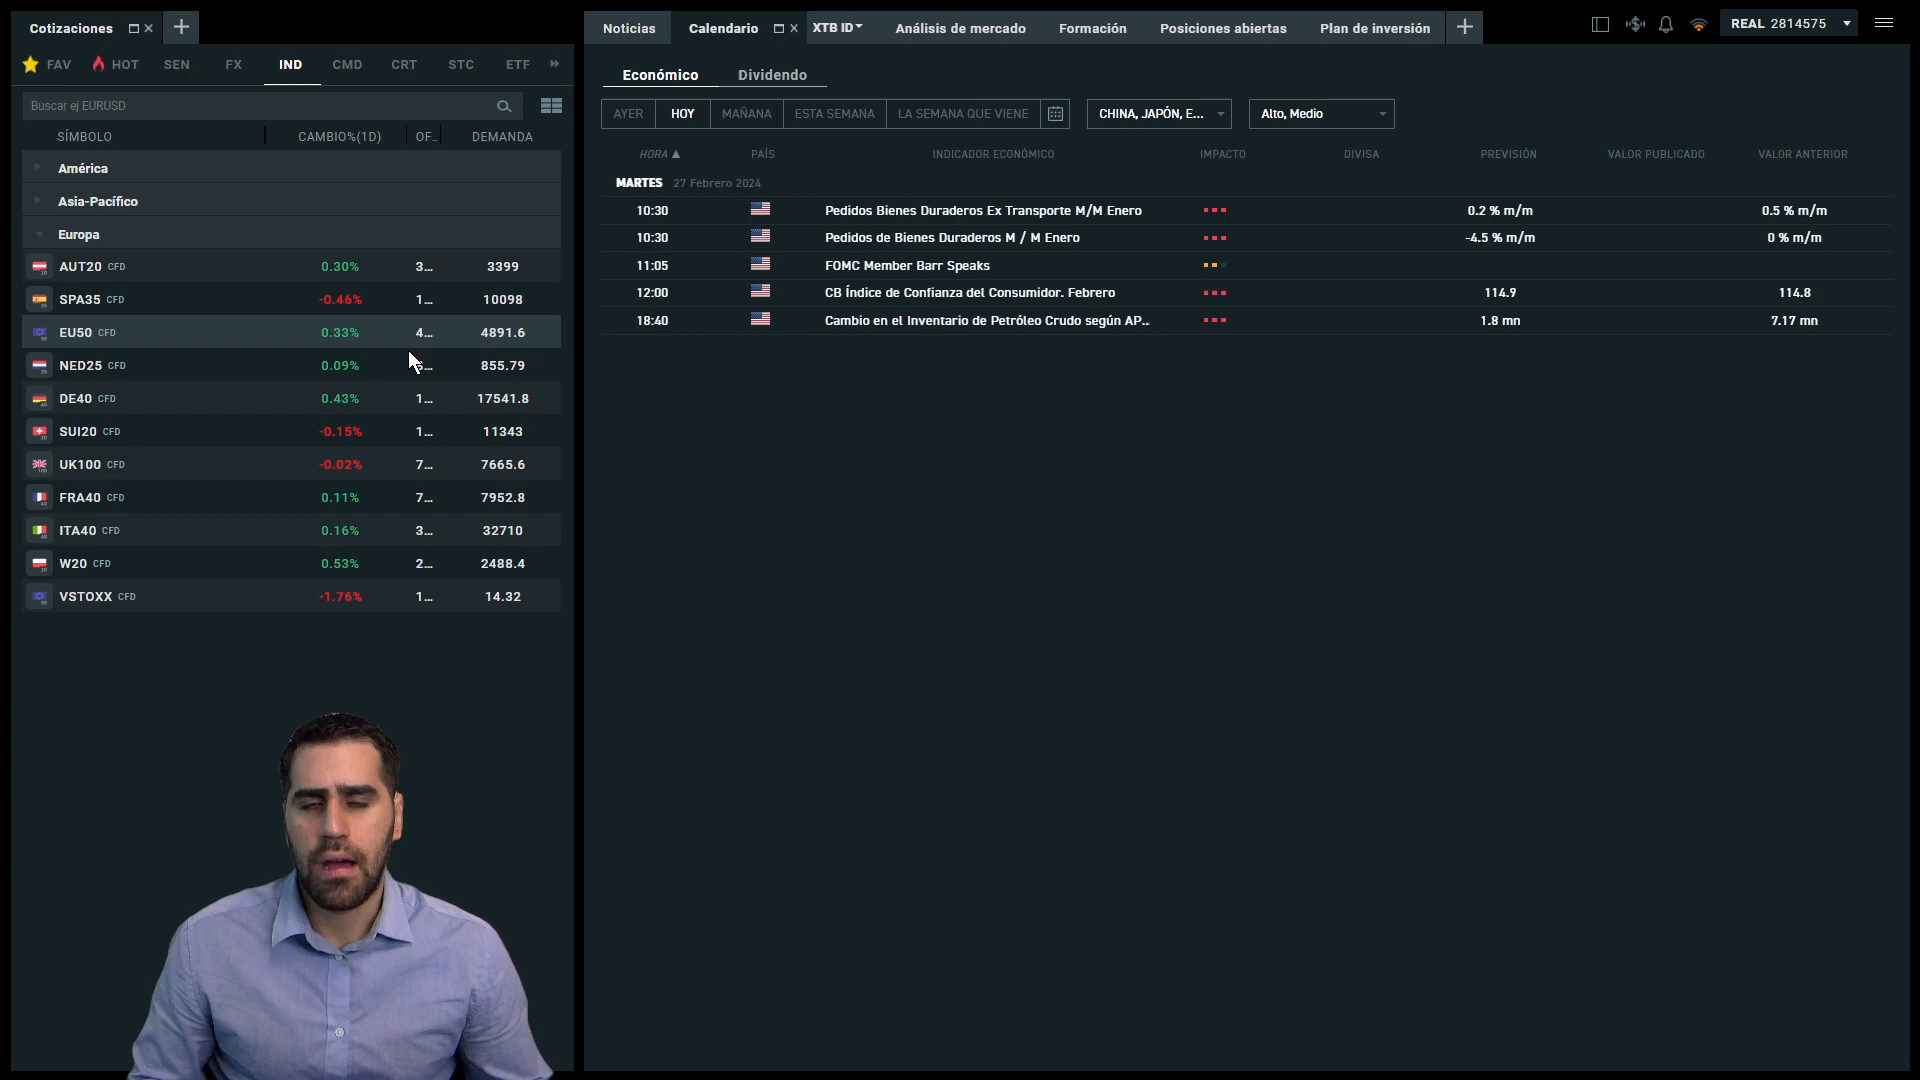 Cotizaciones
Noticias Calendario XTB ID Análisis de mercado Formación Posiciones abiertas Plan de inversión REAL 2814575
FAV HOT SEN FX IND CMD CRT STC ETF
Económico Dividendo
Buscar ej EURUSD
AYER HOY MAÑANA ESTA SEMANA LA SEMANA QUE VIENE CHINA, JAPÓN, E... Alto, Medio
SÍMBOLO CAMBIO%(1D) OF.. DEMANDA
HORA PAÍS INDICADOR ECONÓMICO IMPACTO DIVISA PREVISIÓN VALOR PUBLICADO VALOR ANTERIOR
América
Asia-Pacífico
Europa
AUT20 CFD 0.30% 3... 3399
SPA35 CFD -0.46% 1... 10098
EU50 CFD 0.33% 4... 4891.6
NED25 CFD 0.09% 855.79
DE40 CFD 0.43% 1... 17541.8
SUI20 CFD -0.15% 1... 11343
UK100 CFD -0.02% 7... 7665.6
FRA40 CFD 0.11% 7... 7952.8
ITA40 CFD 0.16% 3... 32710
W20 CFD 0.53% 2... 2488.4
VSTOXX CFD -1.76% 1... 14.32
MARTES 27 Febrero 2024
10:30 Pedidos Bienes Duraderos Ex Transporte M/M Enero 0.2 % m/m 0.5 % m/m
10:30 Pedidos de Bienes Duraderos M / M Enero -4.5 % m/m 0 % m/m
11:05 FOMC Member Barr Speaks
12:00 CB Índice de Confianza del Consumidor. Febrero 114.9 114.8
18:40 Cambio en el Inventario de Petróleo Crudo según AP... 1.8 mn 7.17 mn